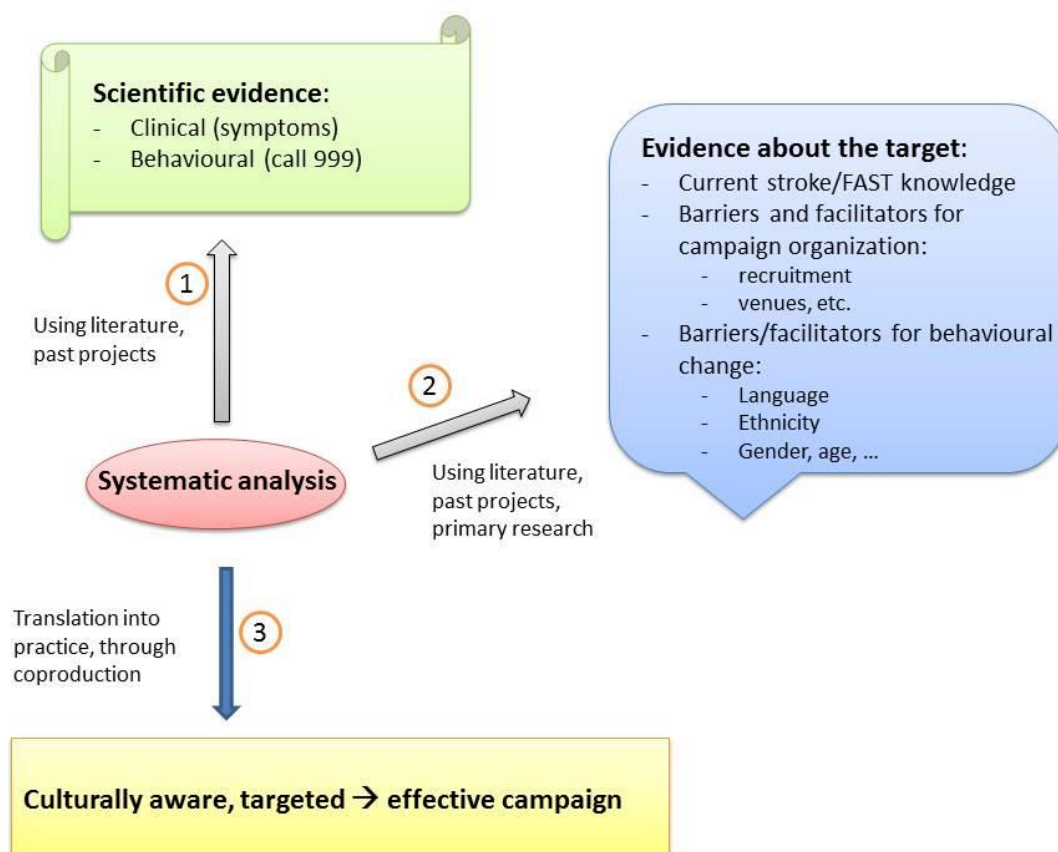 Scientific evidence:
- Clinical (symptoms)
- Behavioural (call 999)
Evidence about the target:
- Current stroke/FAST knowledge
- Barriers and facilitators for
campaign organization:
- recruitment
- venues, etc.
- Barriers/facilitators for behavioural
change:
- Language
- Ethnicity
- Gender, age, ...
1
Using literature,
past projects
2
Using literature,
past projects,
primary research
Systematic analysis
3
Translation into
practice, through
coproduction
Culturally aware, targeted → effective campaign